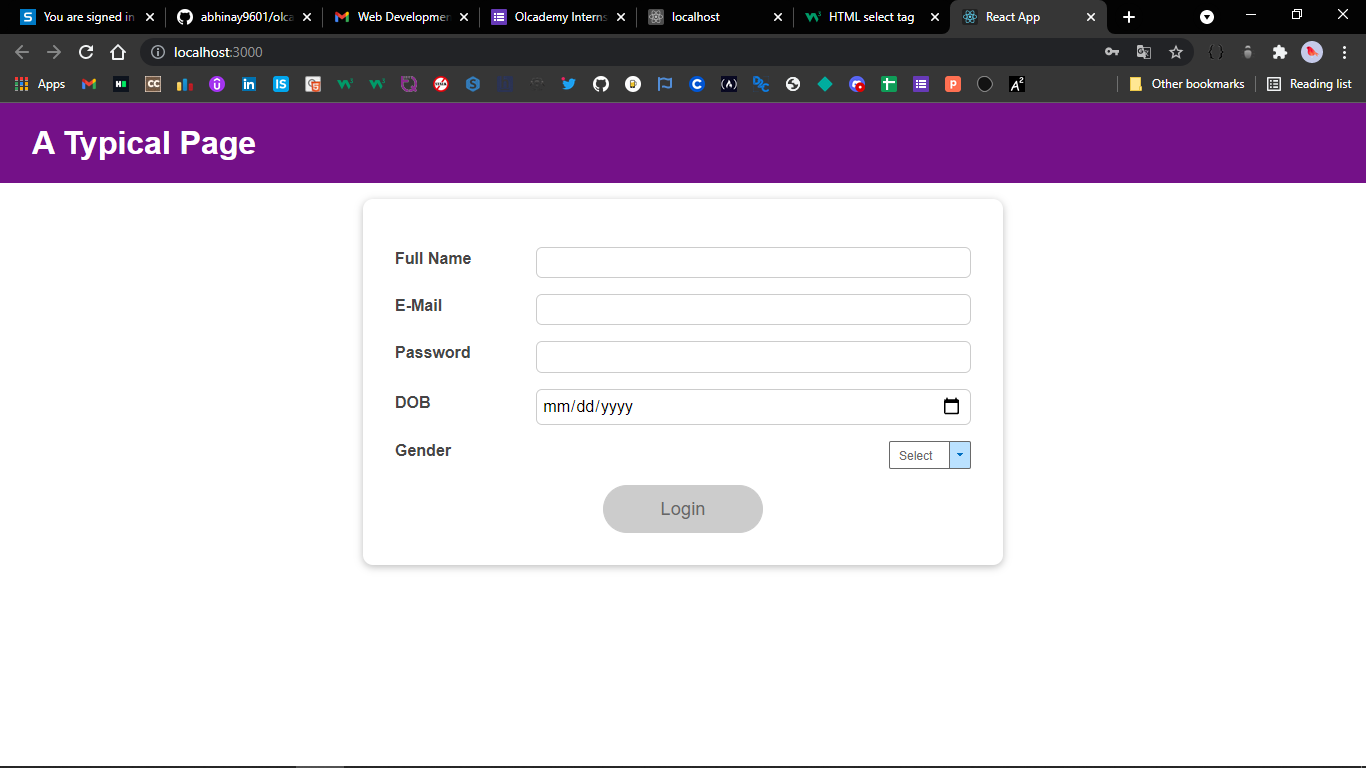 You are signed in
abhinay9601/olca
Web Developmen
Olcademy Interns
localhost
HTML select tag
React App
localhost:3000
Apps
Other bookmarks
Reading list
A Typical Page
Full Name
E-Mail
Password
DOB
mm/dd/yyyy
Gender
Select
Login